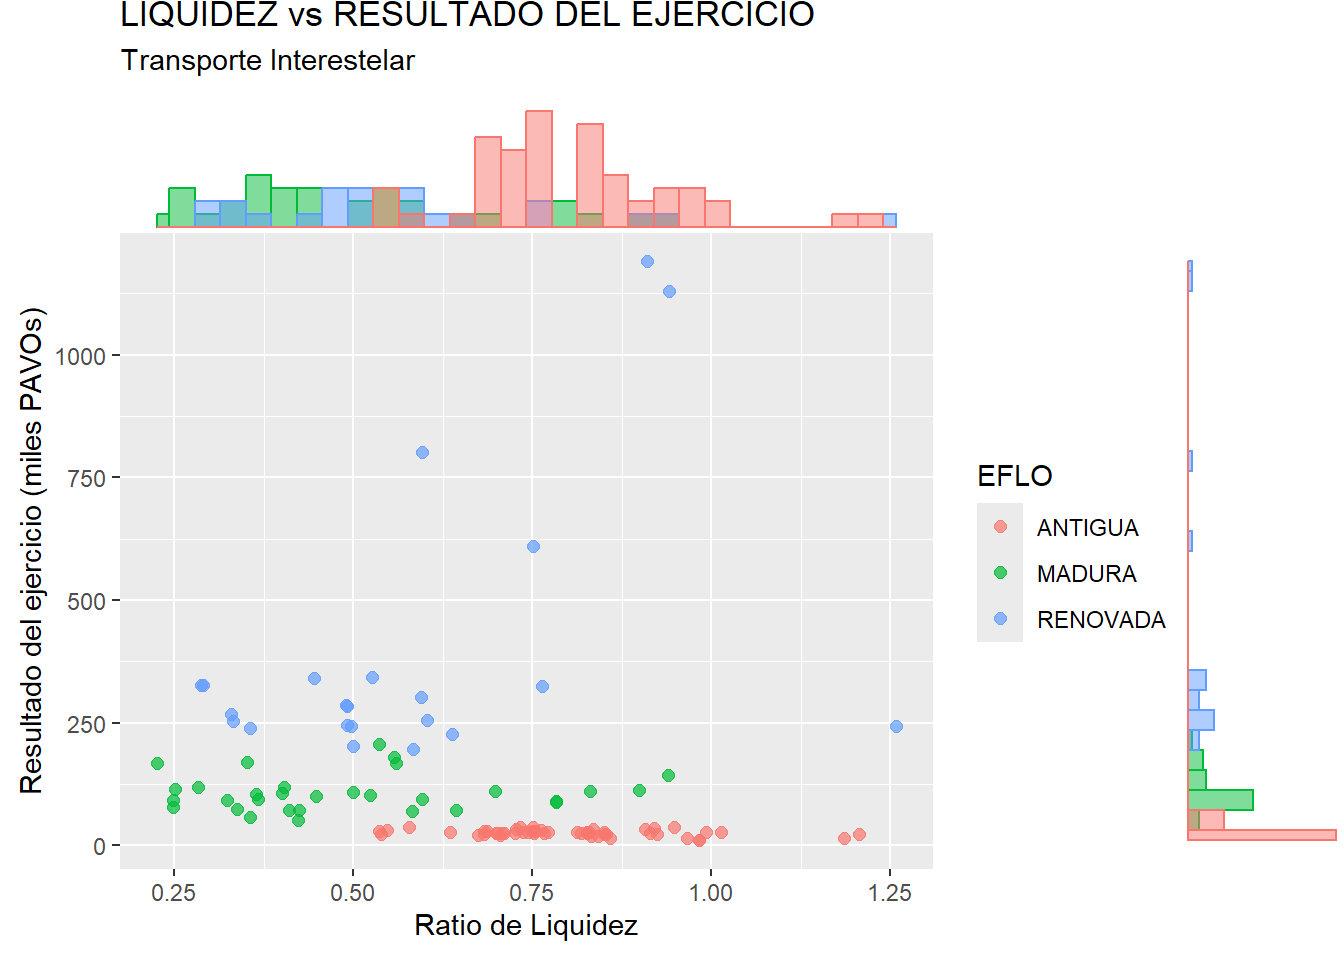 LIQUIDEZ vs RESULTADO DEL EJERCICIO
Transporte Interestelar
Resultado del ejercicio (miles PAVOs)
1000
750
500
250
0
0.25 0.50 0.75 1.00 1.25
Ratio de Liquidez
EFLO
ANTIGUA
MADURA
RENOVADA